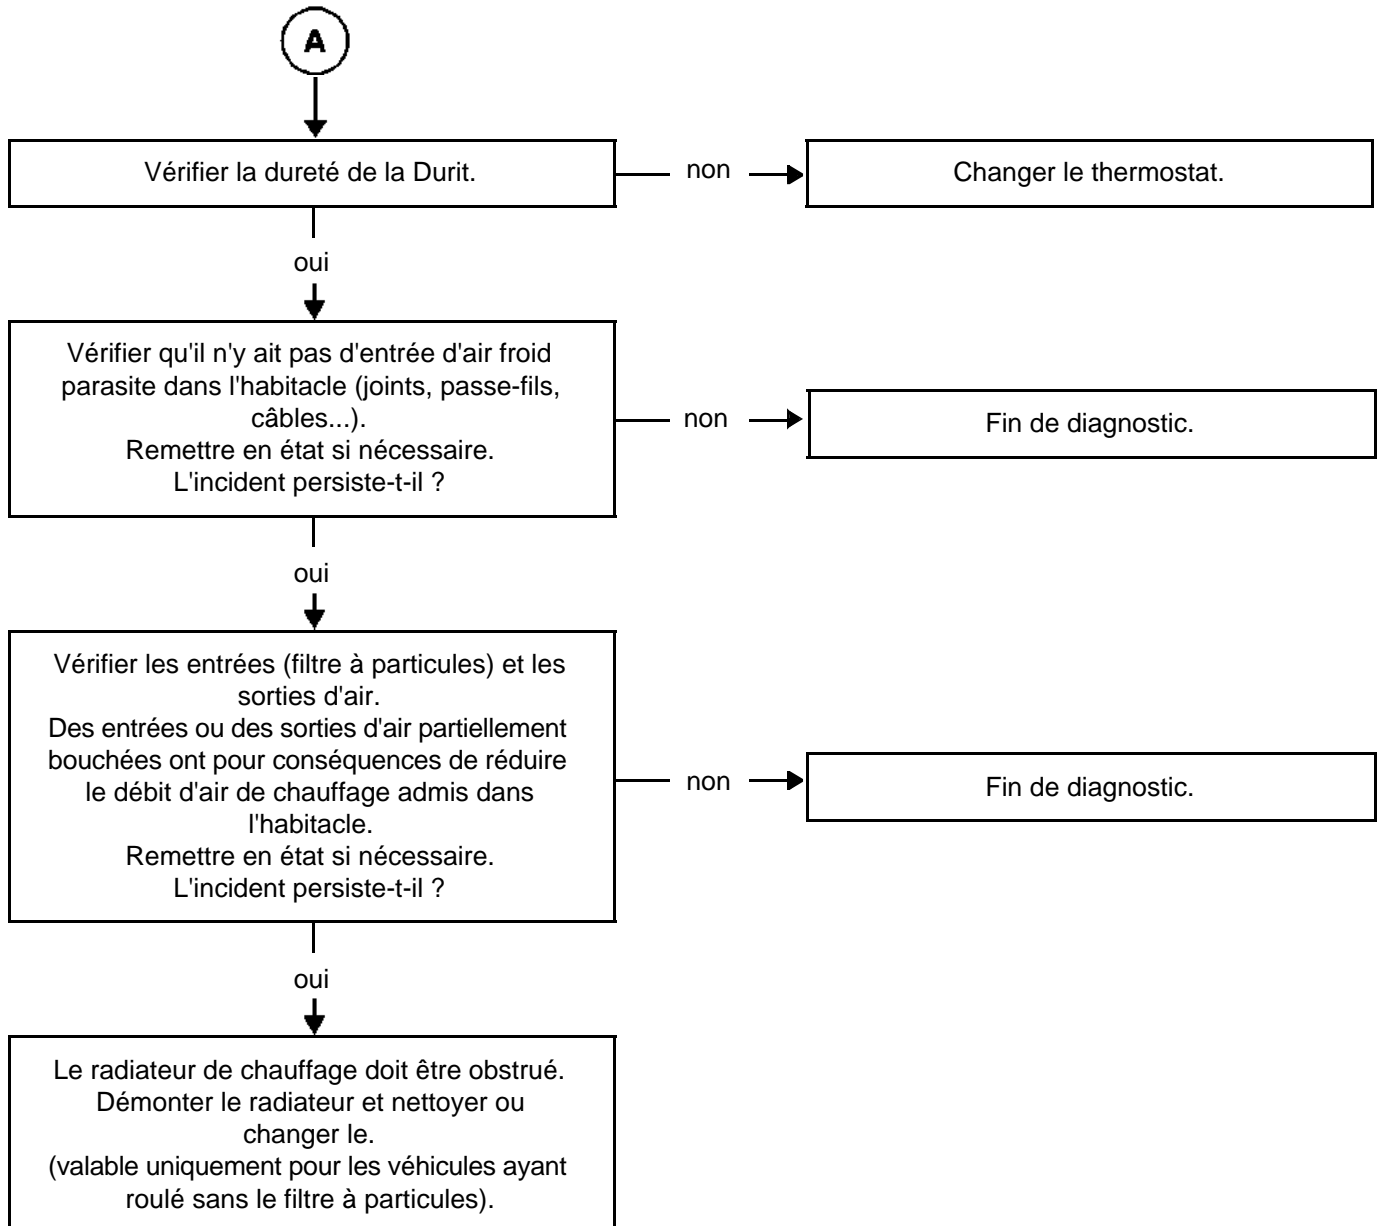 A
Vérifier la dureté de la Durit.
non
Changer le thermostat.
oui
Vérifier qu'il n'y ait pas d'entrée d'air froid
parasite dans l'habitacle (joints, passe-fils,
câbles...).
Remettre en état si nécessaire.
L'incident persiste-t-il ?
non
Fin de diagnostic.
oui
Vérifier les entrées (filtre à particules) et les
sorties d'air.
Des entrées ou des sorties d'air partiellement
bouchées ont pour conséquences de réduire
le débit d'air de chauffage admis dans
l'habitacle.
Remettre en état si nécessaire.
L'incident persiste-t-il ?
non
Fin de diagnostic.
oui
Le radiateur de chauffage doit être obstrué.
Démonter le radiateur et nettoyer ou
changer le.
(valable uniquement pour les véhicules ayant
roulé sans le filtre à particules).